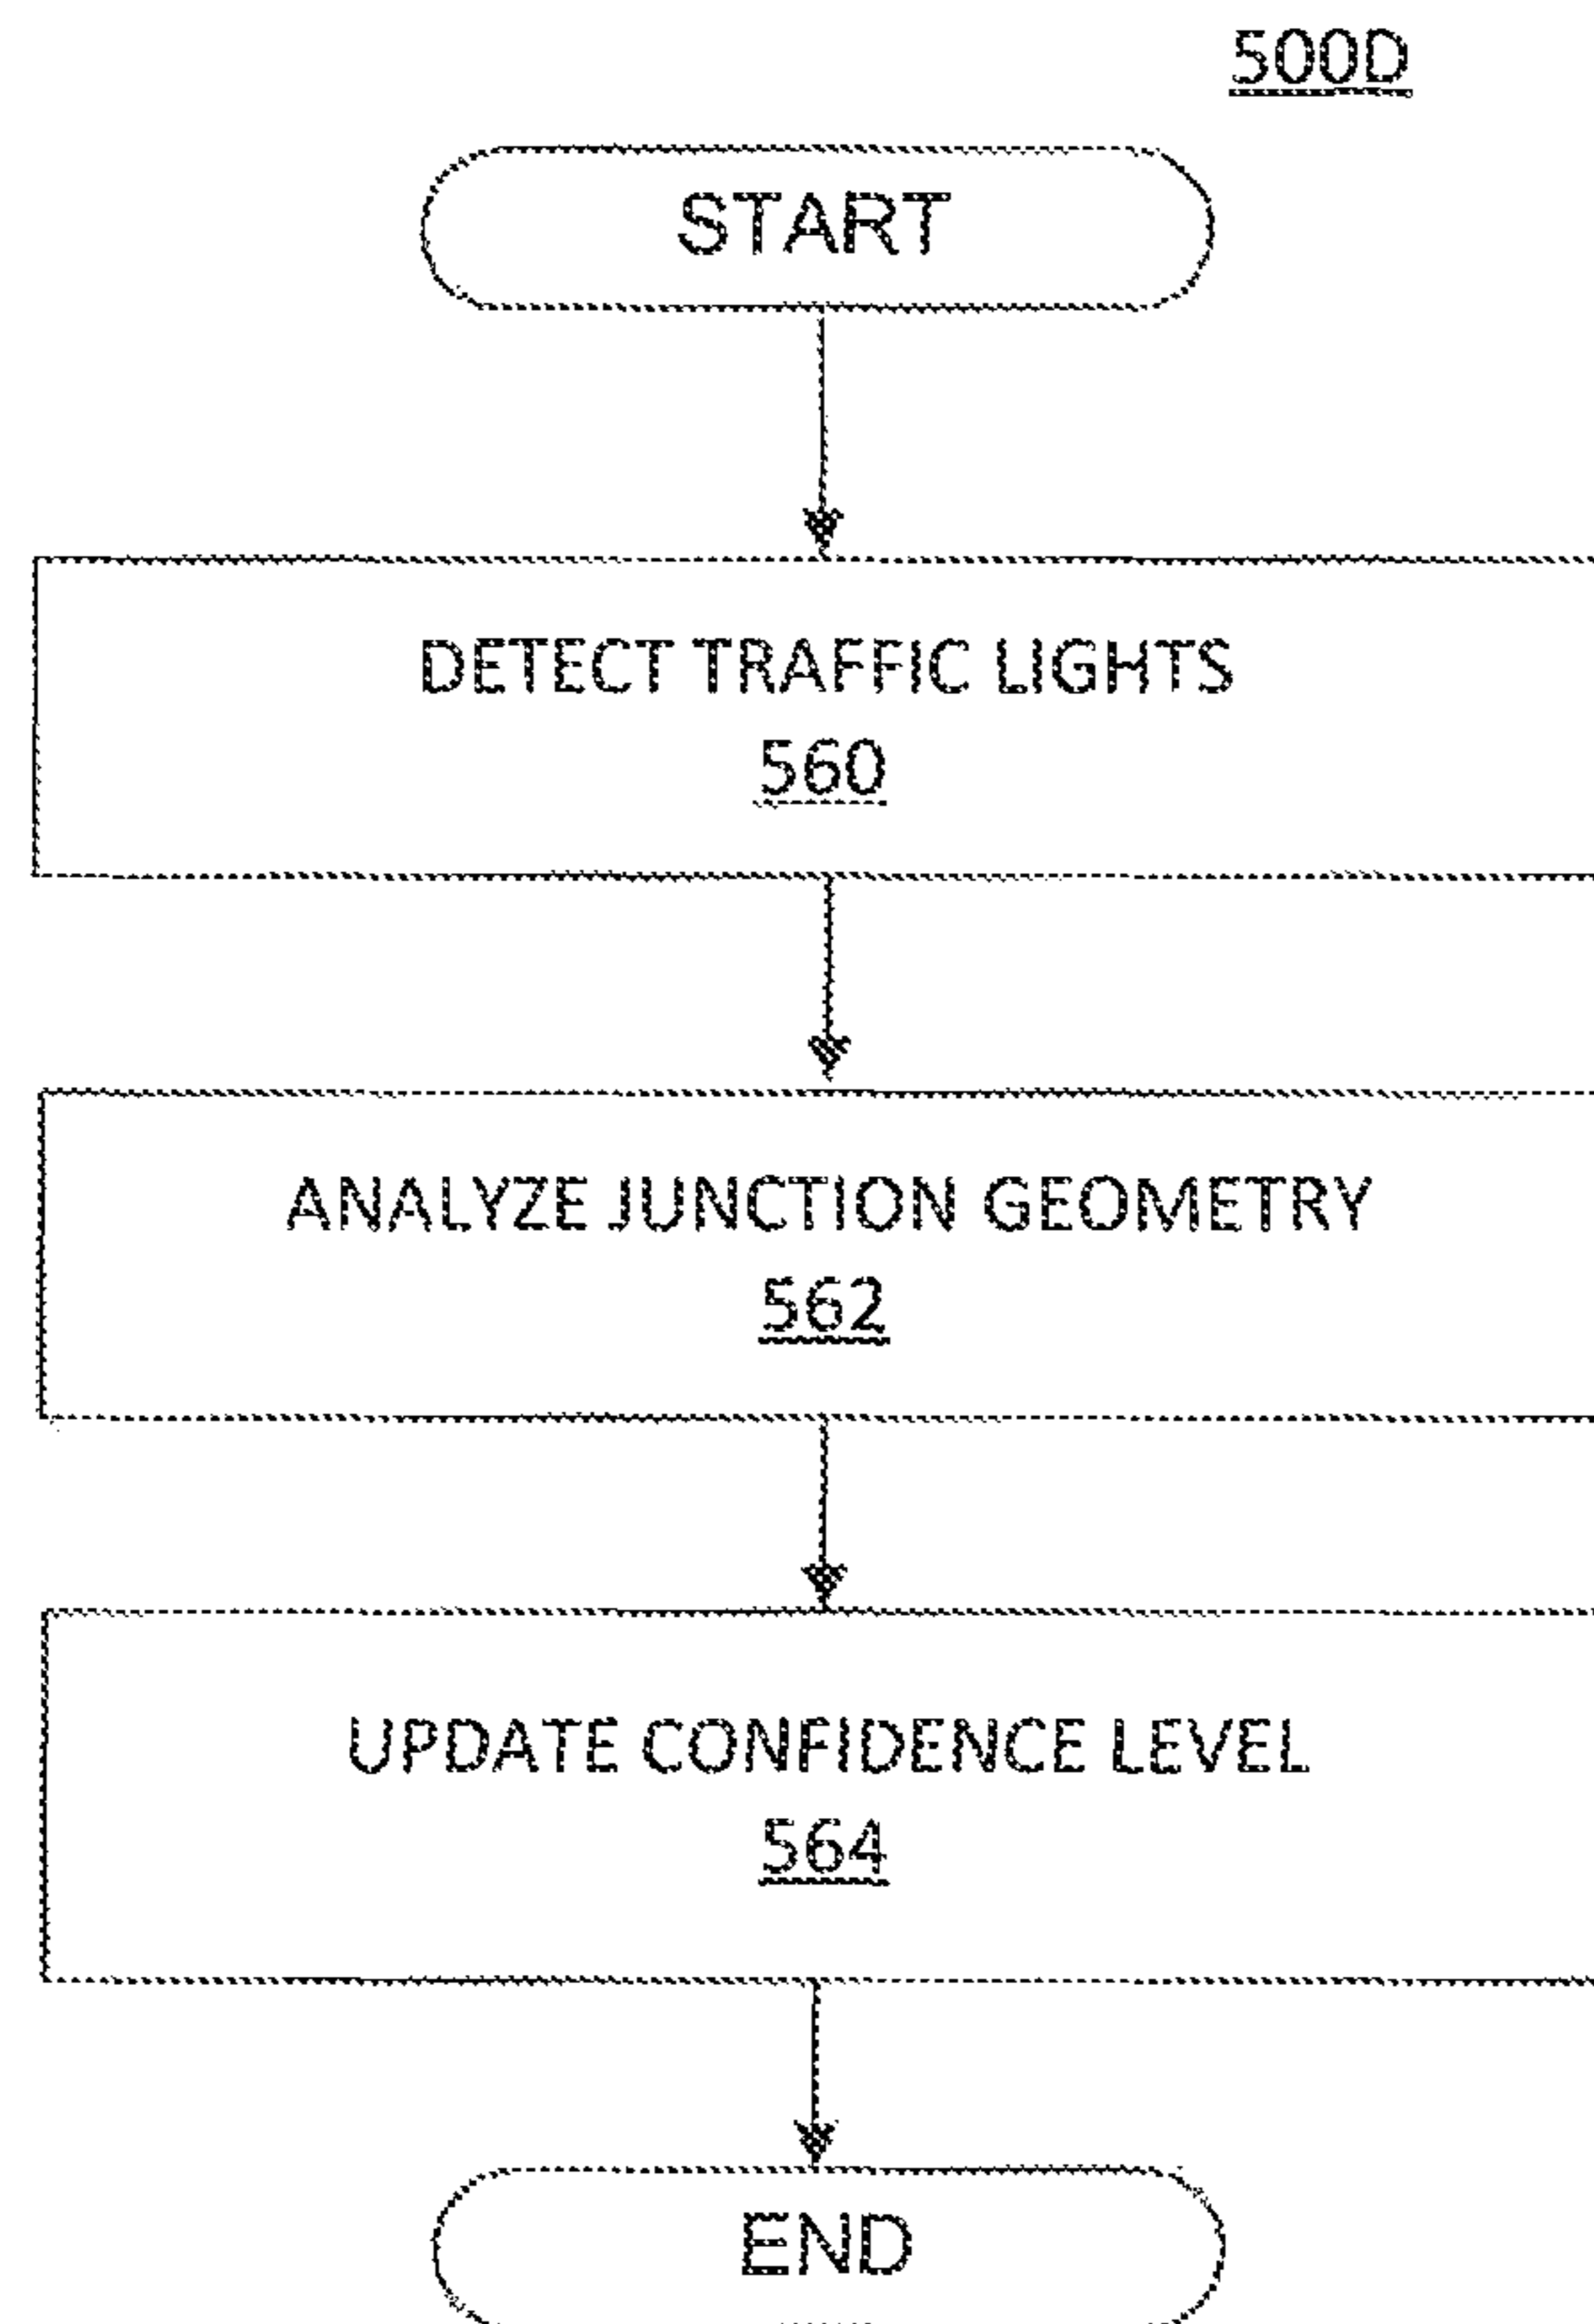 500D
START
DETECT TRAFFIC LIGHTS
560
ANALYZE JUNCTION GEOMETRY
562
UPDATE CONFIDENCE LEVEL
564
END